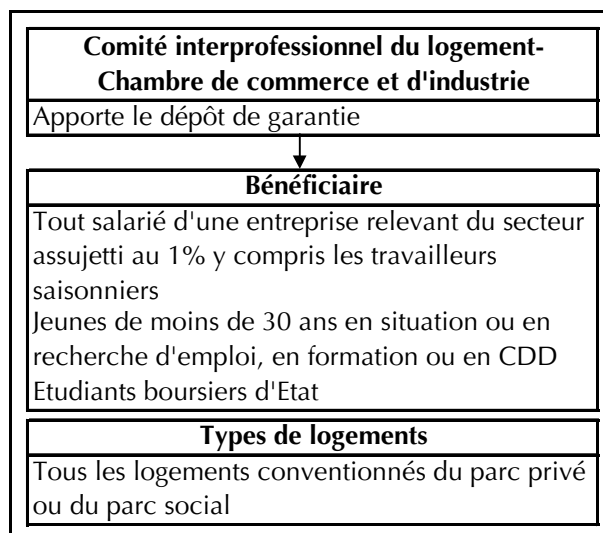 Comité interprofessionnel du logement-
Chambre de commerce et d'industrie
Apporte le dépôt de garantie
Bénéficiaire
Tout salarié d'une entreprise relevant du secteur
assujetti au 1% y compris les travailleurs
saisonniers
Jeunes de moins de 30 ans en situation ou en
recherche d'emploi, en formation ou en CDD
Etudiants boursiers d'Etat
Types de logements
Tous les logements conventionnés du parc privé
ou du parc social